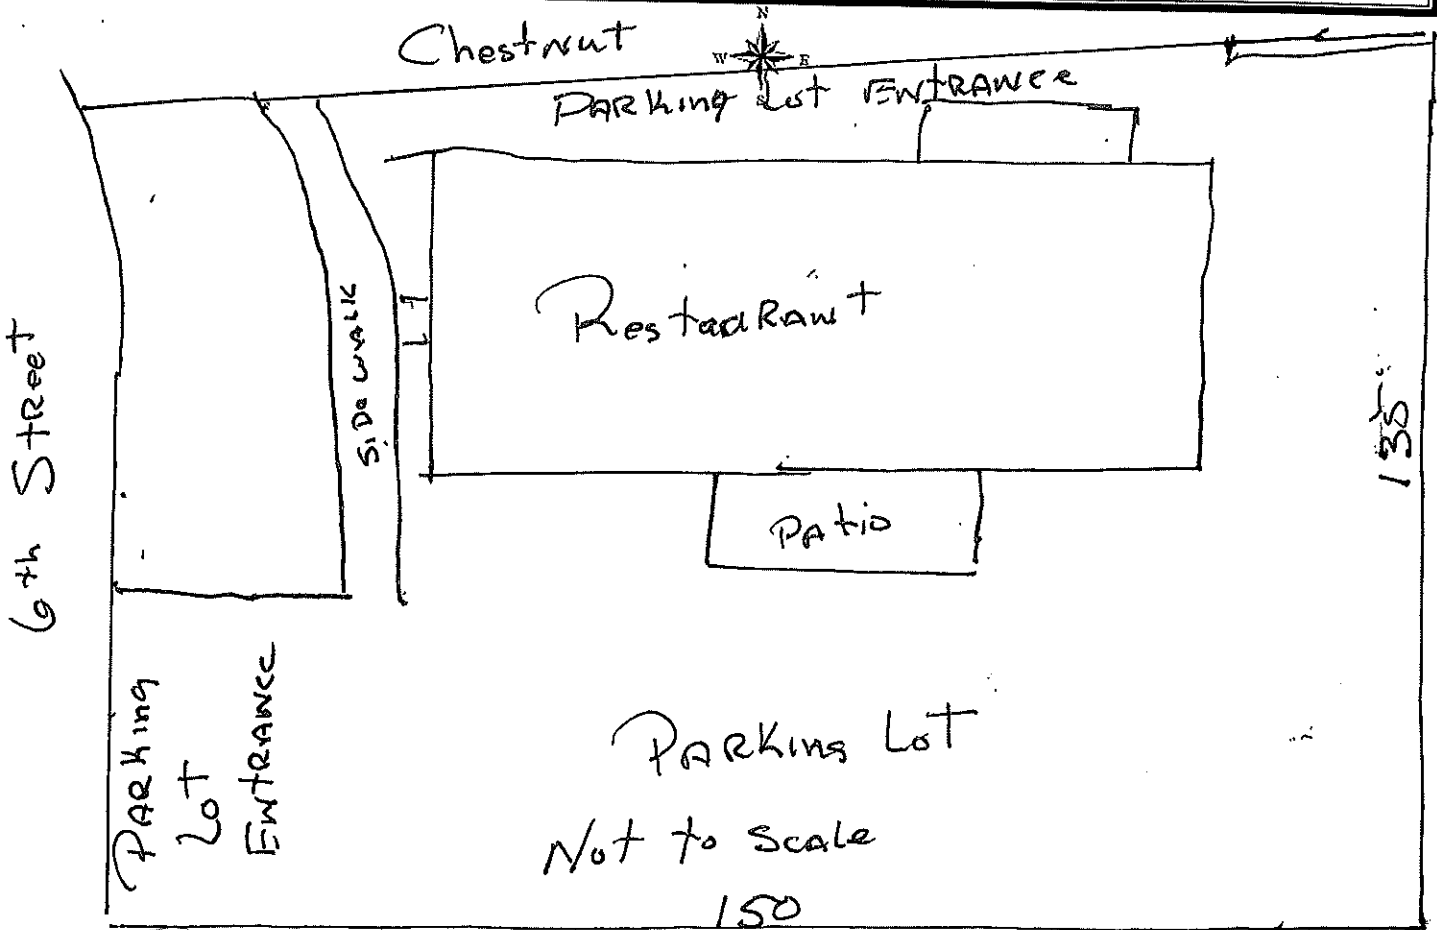 Chestnut
N
W E
S
PARKing Lot ENTRANCE
RestauRANt
SiDewALK
6th StReet
135
PAtio
PARKing
Lot
ENTRANCE
PARKing Lot
Not to Scale
150